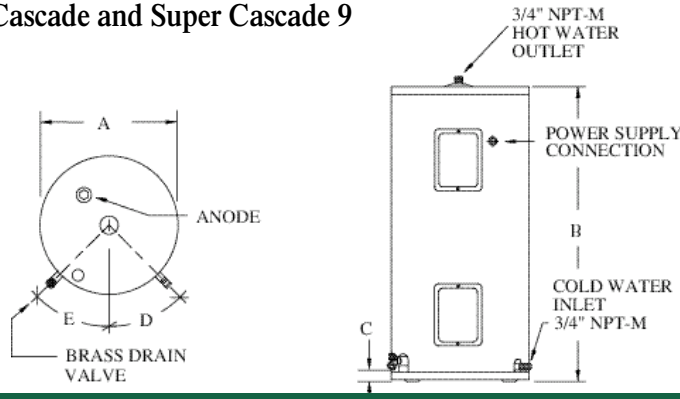 Cascade and Super Cascade 9
3/4" NPT-M
HOT WATER
OUTLET
A
POWER SUPPLY
CONNECTION
ANODE
B
COLD WATER
INLET
3/4" NPT-M
C
E
D
BRASS DRAIN
VALVE